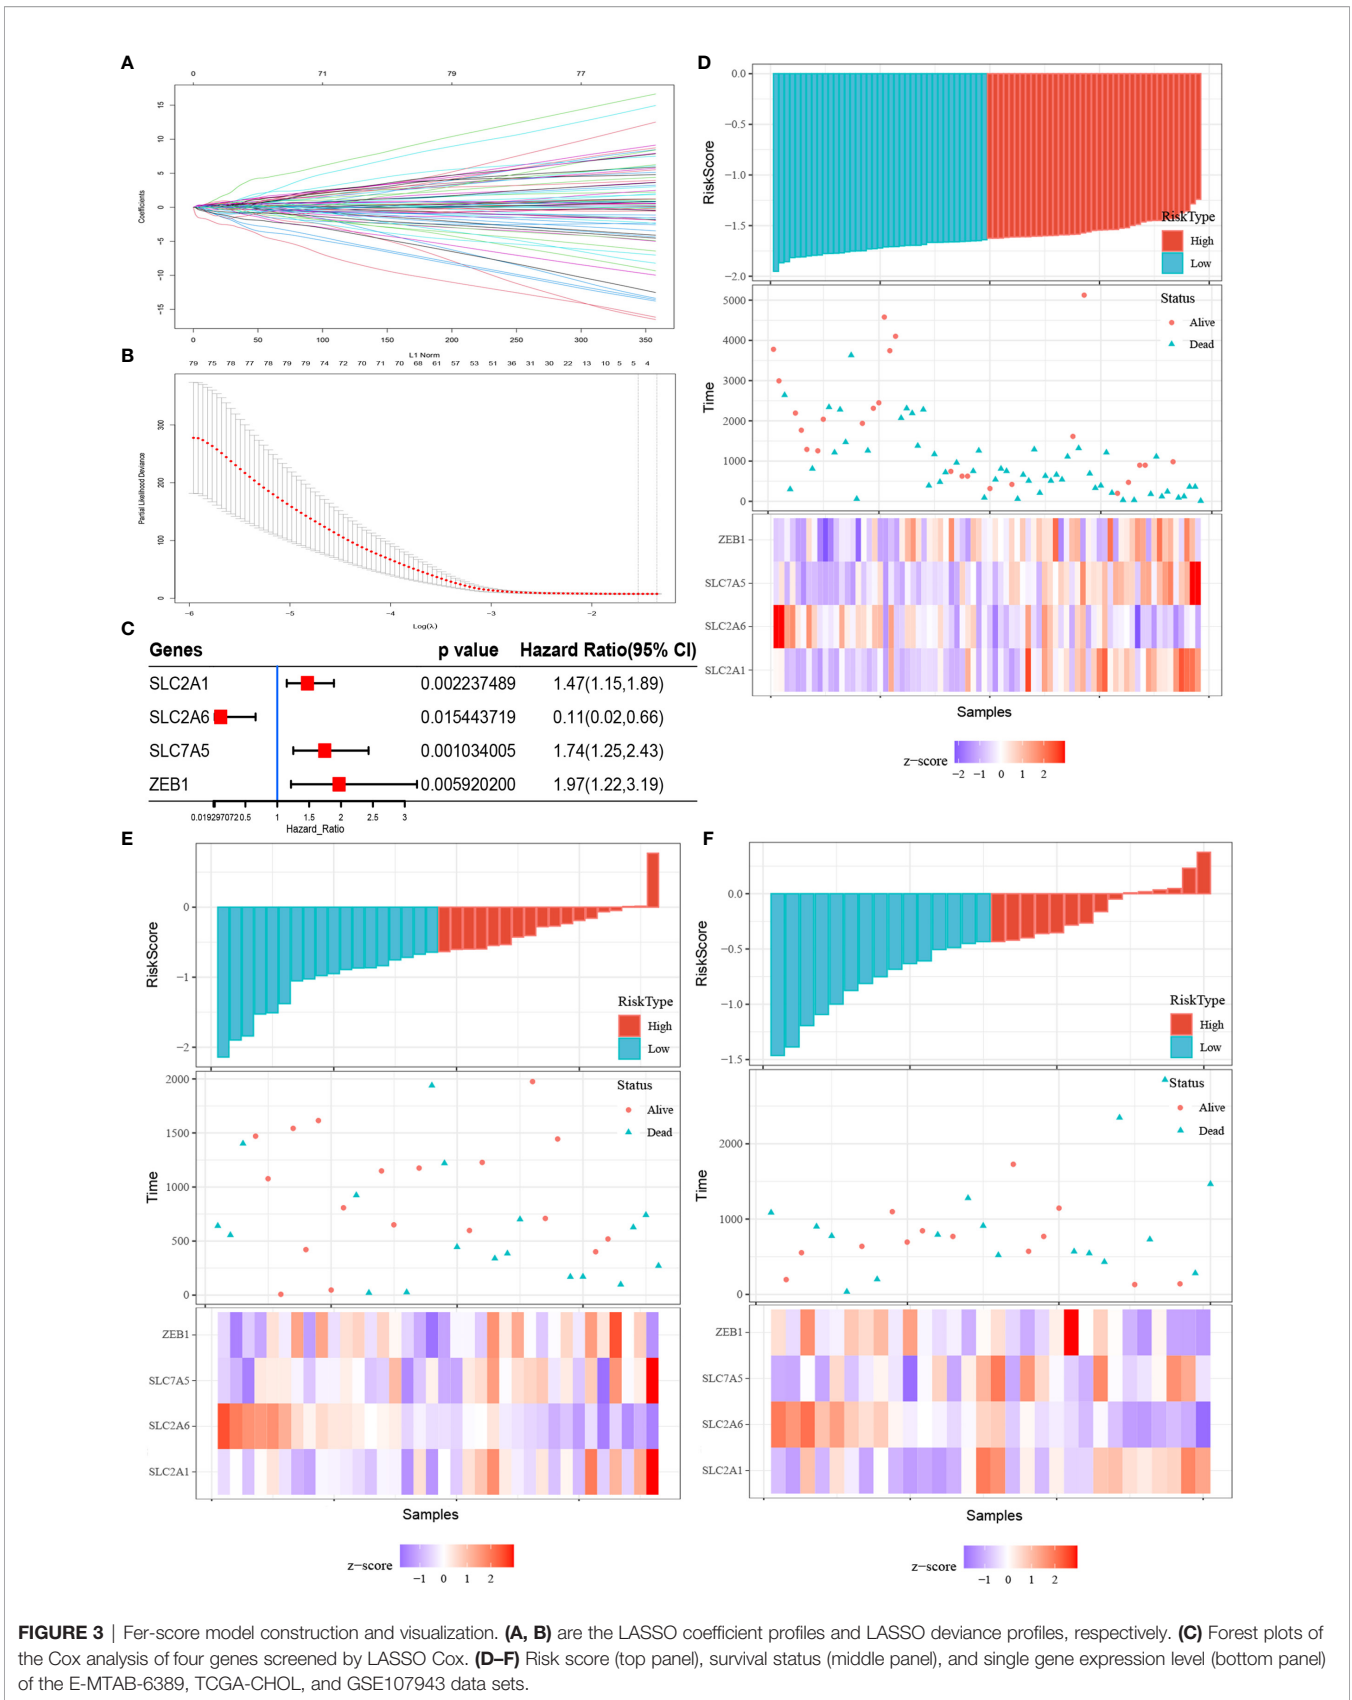 A
0 71 79 77
15
10
5
0
−5
−10
−15
Coefficients
0 50 100 150 200 250 300 350
L1 Norm
B
79 75 78 77 78 79 79 74 72 70 71 70 68 61 57 53 51 36 31 30 22 13 10 5 5 4
300
200
100
0
Partial Likelihood Deviance
−6 −5 −4 −3 −2
Log(λ)
C
Genes p value Hazard Ratio(95% CI)
SLC2A1 0.002237489 1.47(1.15,1.89)
SLC2A6 0.015443719 0.11(0.02,0.66)
SLC7A5 0.001034005 1.74(1.25,2.43)
ZEB1 0.005920200 1.97(1.22,3.19)
0.019297072 0.5 1 1.5 2 2.5 3
Hazard_Ratio
D
0.0
−0.5
−1.0
−1.5
−2.0
RiskScore
RiskType
High
Low
5000
4000
3000
2000
1000
0
Time
Status
Alive
Dead
ZEB1
SLC7A5
SLC2A6
SLC2A1
Samples
z−score
−2 −1 0 1 2
E
0
−1
−2
RiskScore
RiskType
High
Low
2000
1500
1000
500
0
Time
Status
Alive
Dead
ZEB1
SLC7A5
SLC2A6
SLC2A1
Samples
z−score
−1 0 1 2
F
0.0
−0.5
−1.0
−1.5
RiskScore
RiskType
High
Low
2000
1000
0
Time
Status
Alive
Dead
ZEB1
SLC7A5
SLC2A6
SLC2A1
Samples
z−score
−1 0 1 2
FIGURE 3 | Fer-score model construction and visualization. (A, B) are the LASSO coefficient profiles and LASSO deviance profiles, respectively. (C) Forest plots of
the Cox analysis of four genes screened by LASSO Cox. (D–F) Risk score (top panel), survival status (middle panel), and single gene expression level (bottom panel)
of the E-MTAB-6389, TCGA-CHOL, and GSE107943 data sets.